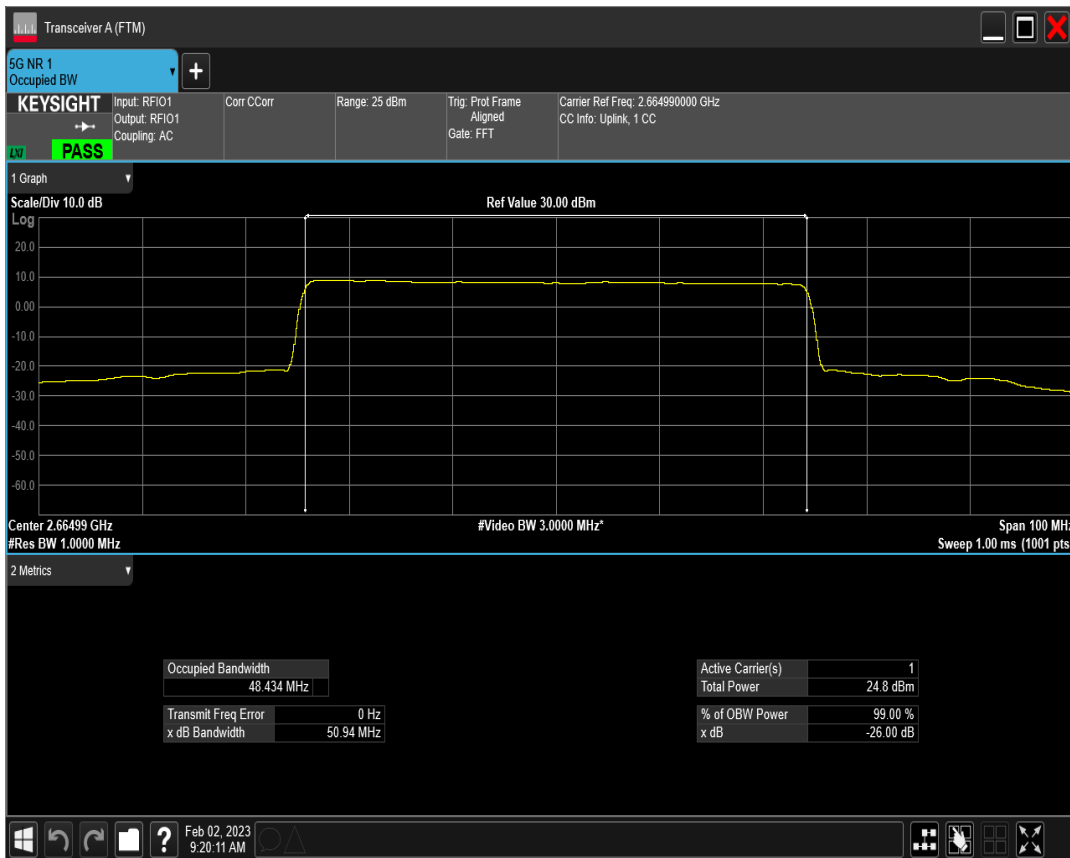 Transceiver A (FTM)
5G NR 1
Occupied BW
+
KEYSIGHT
LXI
PASS
Input: RFIO1
Output: RFIO1
Coupling: AC
Corr CCorr
Range: 25 dBm
Trig: Prot Frame
Aligned
Gate: FFT
Carrier Ref Freq: 2.664990000 GHz
CC Info: Uplink, 1 CC
1 Graph
Scale/Div 10.0 dB
Ref Value 30.00 dBm
Log
20.0
10.0
0.00
-10.0
-20.0
-30.0
-40.0
-50.0
-60.0
Center 2.66499 GHz
#Video BW 3.0000 MHz*
Span 100 MHz
#Res BW 1.0000 MHz
Sweep 1.00 ms (1001 pts
2 Metrics
Occupied Bandwidth
48.434 MHz
Transmit Freq Error 0 Hz
x dB Bandwidth 50.94 MHz
Active Carrier(s) 1
Total Power 24.8 dBm
% of OBW Power 99.00 %
x dB -26.00 dB
?
Feb 02, 2023
9:20:11 AM